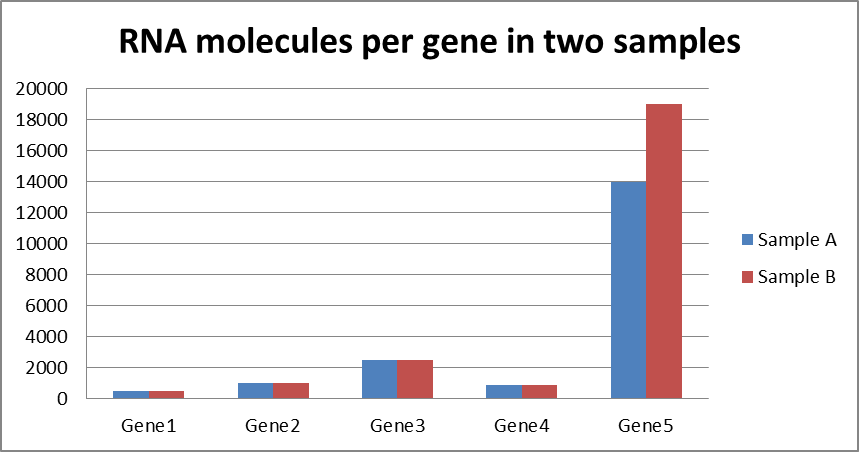 RNA molecules per gene in two samples
20000
18000
16000
14000
12000
10000
8000
6000
4000
2000
0
Gene1 Gene2 Gene3 Gene4 Gene5
Sample A
Sample B